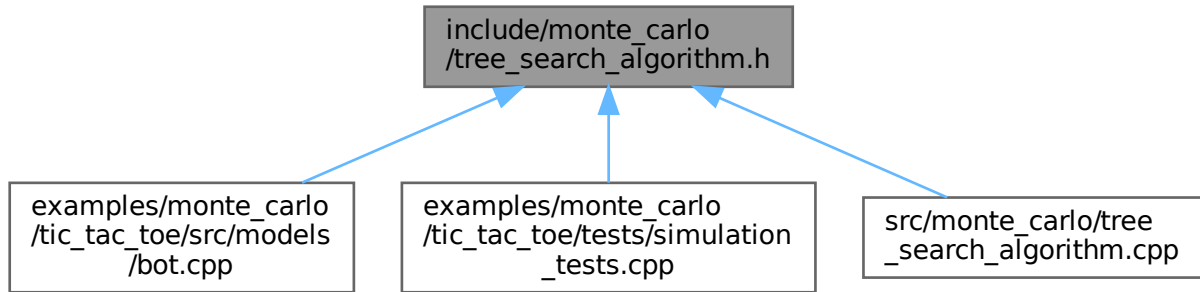 include/monte_carlo
/tree_search_algorithm.h
examples/monte_carlo
/tic_tac_toe/src/models
/bot.cpp
examples/monte_carlo
/tic_tac_toe/tests/simulation
_tests.cpp
src/monte_carlo/tree
_search_algorithm.cpp